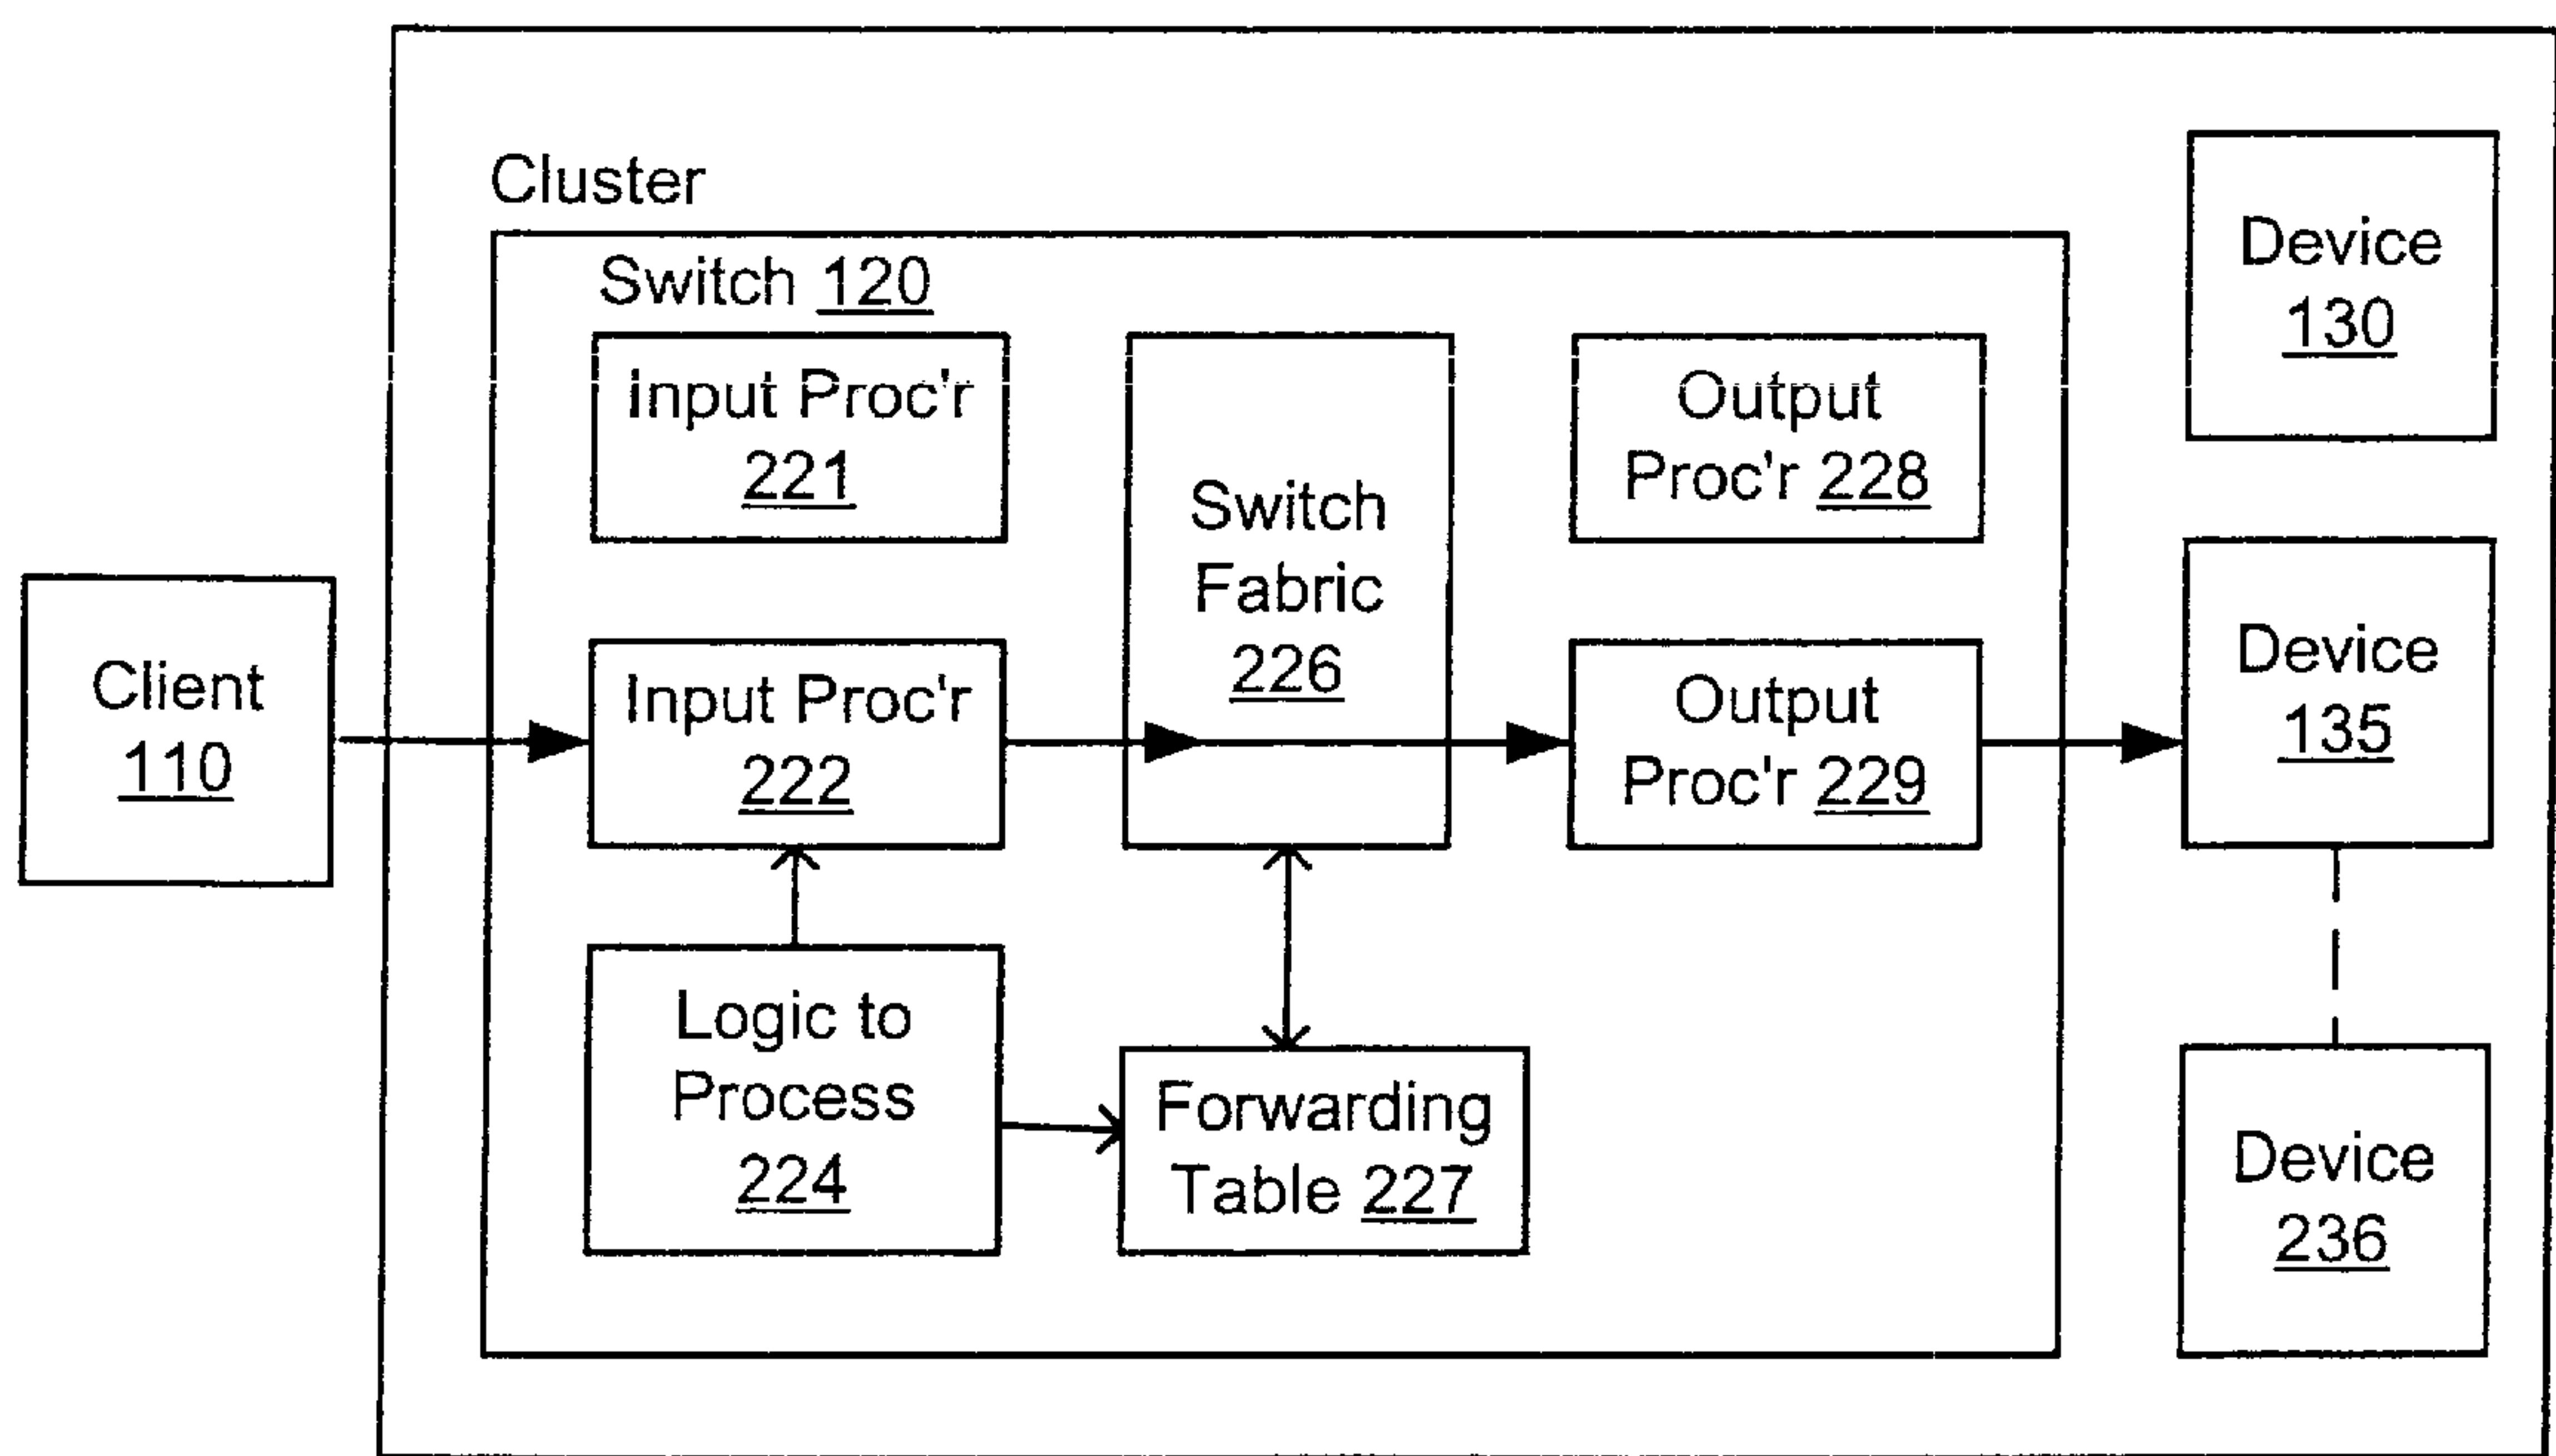 Cluster
Switch 120
Input Proc'r
221
Switch
Fabric
226
Output
Proc'r 228
Device
130
Client
110
Input Proc'r
222
Output
Proc'r 229
Device
135
Logic to
Process
224
Forwarding
Table 227
Device
236